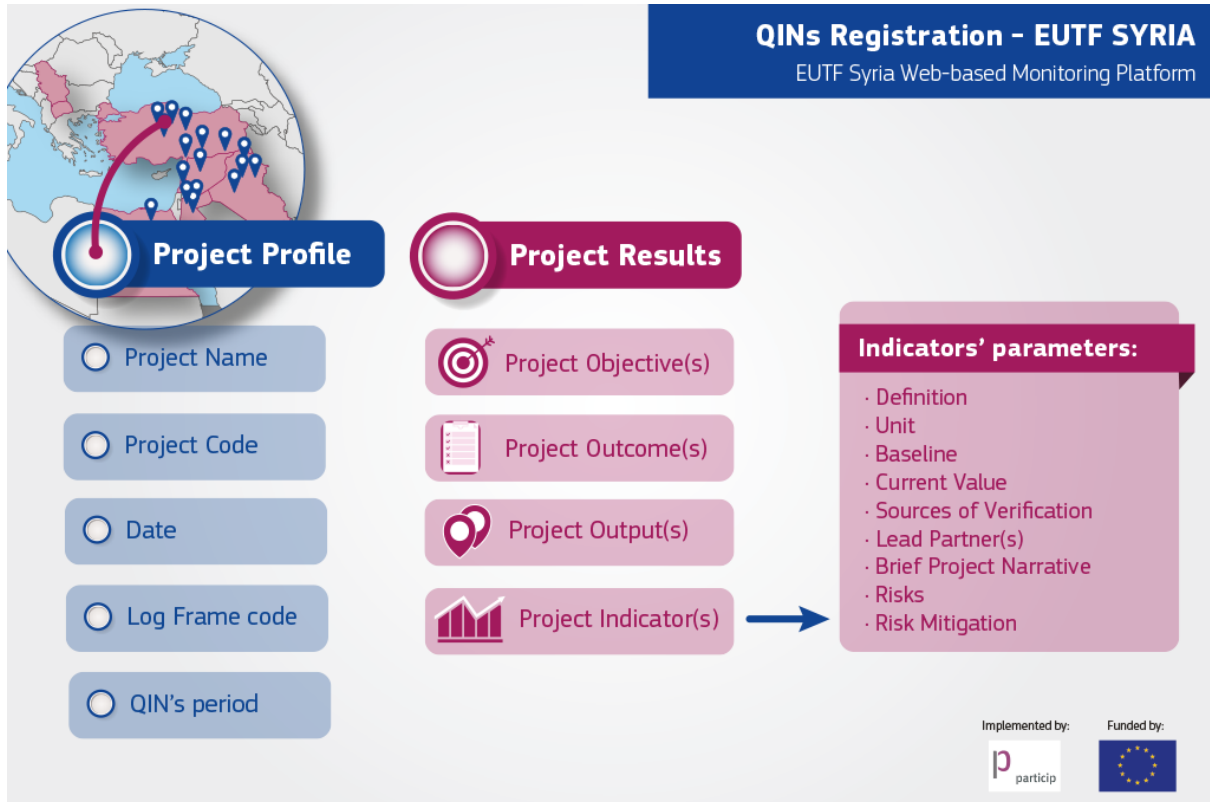 QINs Registration - EUTF SYRIA
EUTF Syria Web-based Monitoring Platform
Project Profile
Project Name
Project Code
Date
Log Frame code
QIN's period
Project Results
Project Objective(s)
Project Outcome(s)
Project Output(s)
Project Indicator(s)
Indicators' parameters:
· Definition
· Unit
· Baseline
· Current Value
· Sources of Verification
· Lead Partner(s)
· Brief Project Narrative
· Risks
· Risk Mitigation
Implemented by:
p particip
Funded by: